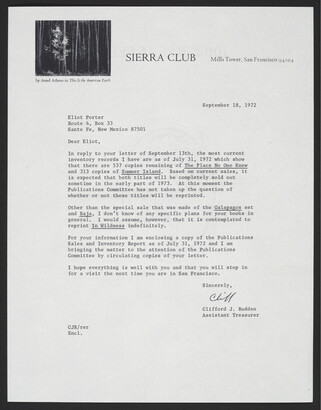 by Ansel Adams in This Is the American Earth
SIERRA CLUB Mills Tower, San Francisco 94104
September 18, 1972
Eliot Porter
Route 4, Box 33
Santa Fe, New Mexico 87501
Dear Eliot,
In reply to your letter of September 13th, the most current
inventory records I have are as of July 31, 1972 which show
that there are 537 copies remaining of The Place No One Knew
and 313 copies of Summer Island. Based on current sales, it
is expected that both titles will be completely sold out
sometime in the early part of 1973. At this moment the
Publications Committee has not taken up the question of
whether or not these titles will be reprinted.
Other than the special sale that was made of the Galapagos set
and Baja, I don't know of any specific plans for your books in
general. I would assume, however, that it is contemplated to
reprint In Wildness indefinitely.
For your information I am enclosing a copy of the Publications
Sales and Inventory Report as of July 31, 1972 and I am
bringing the matter to the attention of the Publications
Committee by circulating copies of your letter.
I hope everything is well with you and that you will stop in
for a visit the next time you are in San Francisco.
Sincerely,
Cliff
Clifford J. Rudden
Assistant Treasurer
CJR/rer
Encl.